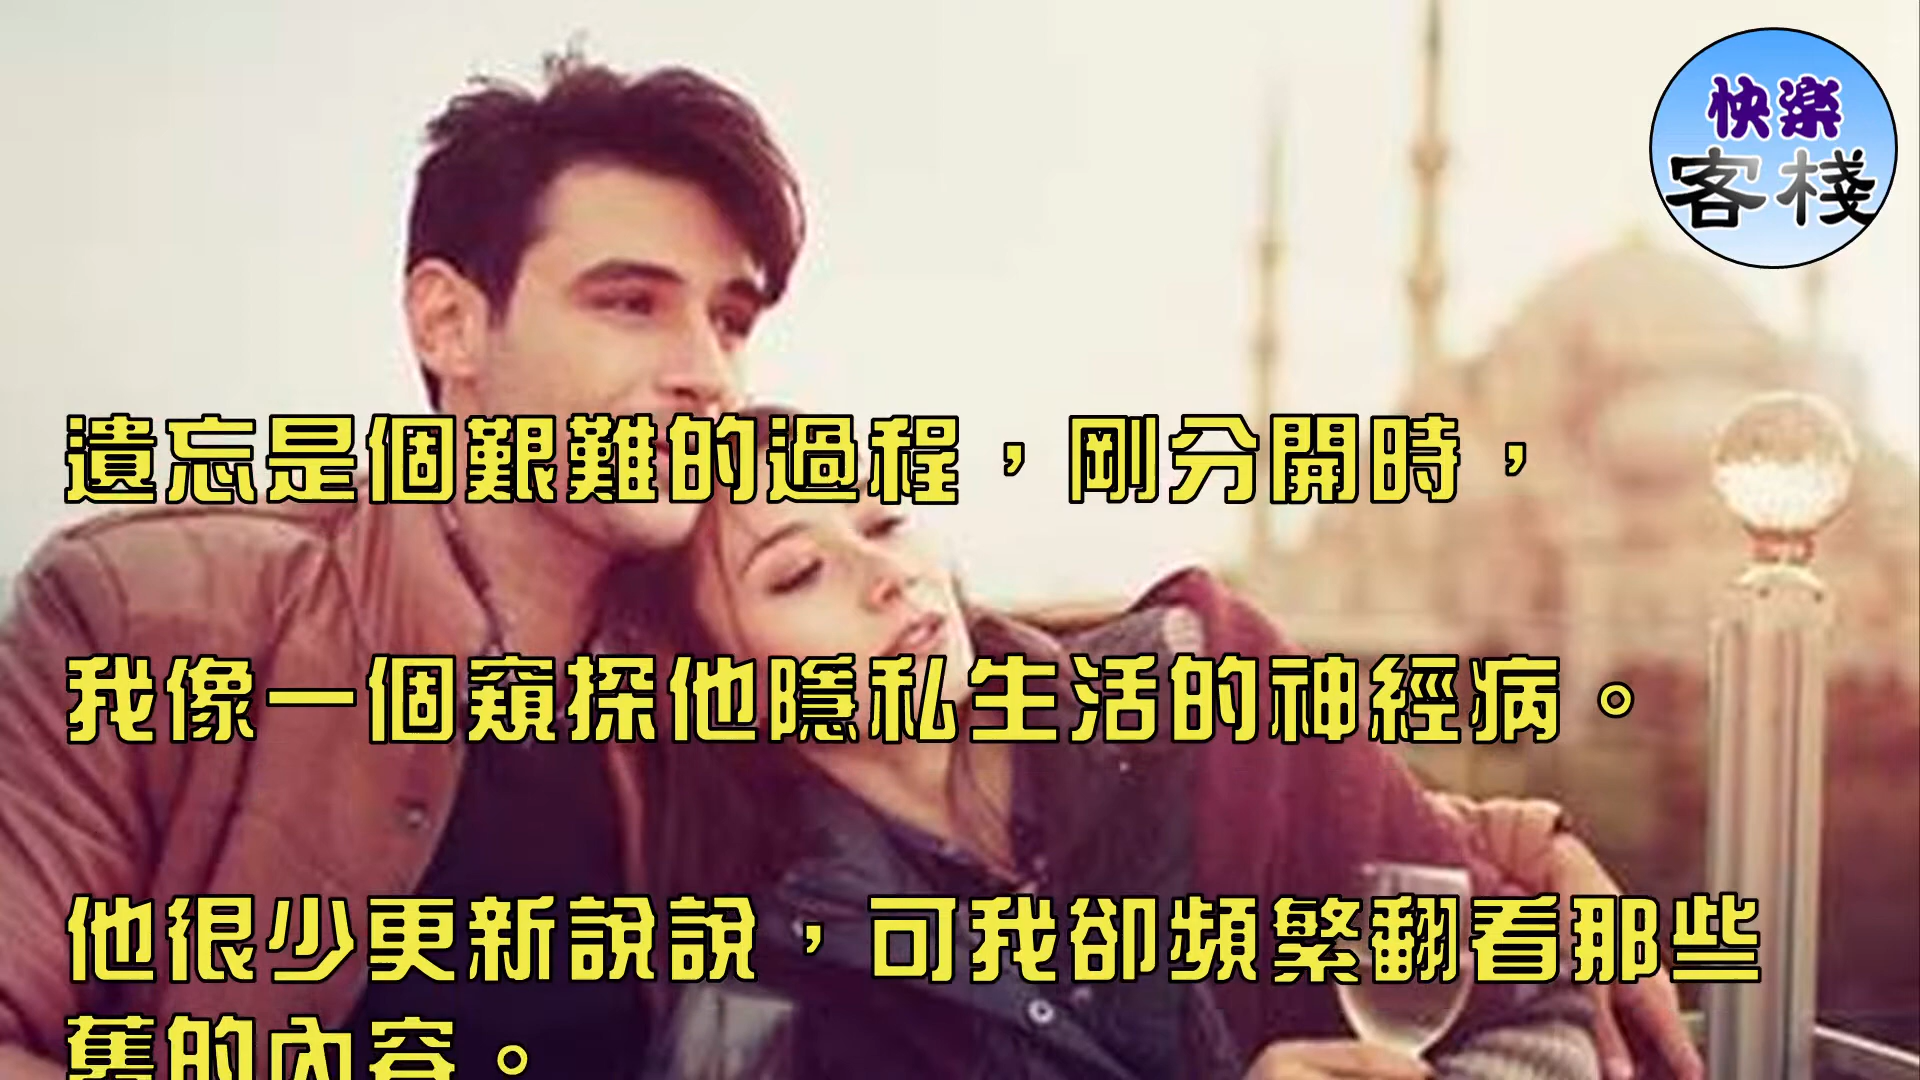 快楽
客棧
遺忘是個艱難的過程，剛分開時，
我像一個窺探他隱私生活的神經病。
他很少更新說說，可我卻頻繁翻看那些
舊的內容。